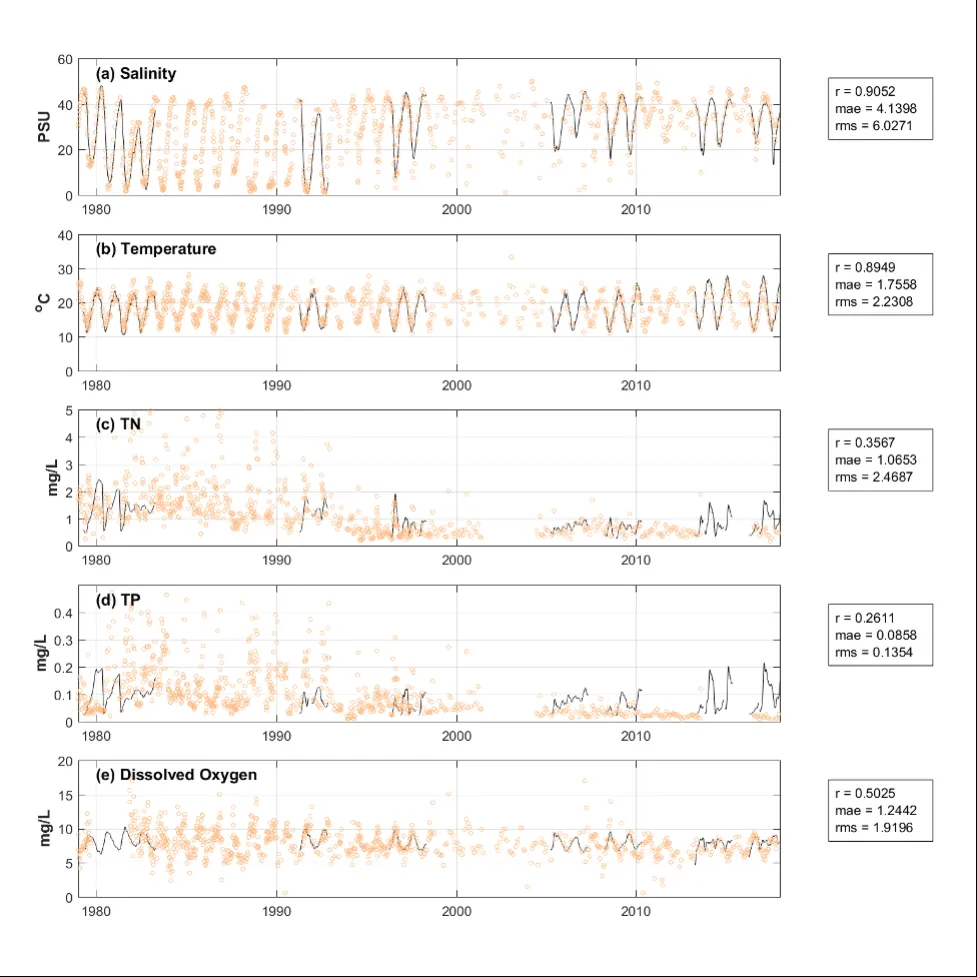 (a) Salinity
PSU
60
40
20
0
1980
1990
2000
2010
r = 0.9052
mae = 4.1398
rms = 6.0271
(b) Temperature
°C
40
30
20
10
0
1980
1990
2000
2010
r = 0.8949
mae = 1.7558
rms = 2.2308
(c) TN
mg/L
5
4
3
2
1
0
1980
1990
2000
2010
r = 0.3567
mae = 1.0653
rms = 2.4687
(d) TP
mg/L
0.4
0.3
0.2
0.1
0
1980
1990
2000
2010
r = 0.2611
mae = 0.0858
rms = 0.1354
(e) Dissolved Oxygen
mg/L
20
15
10
5
0
1980
1990
2000
2010
r = 0.5025
mae = 1.2442
rms = 1.9196